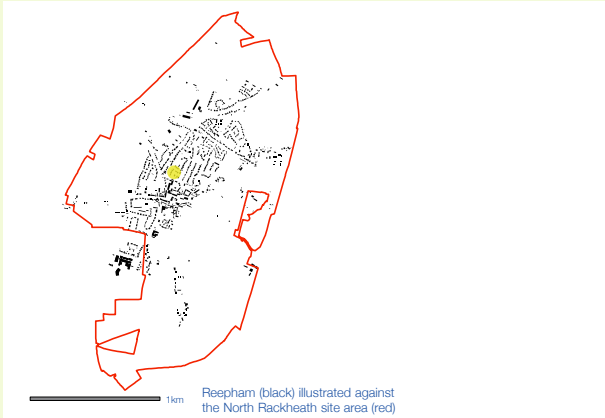 1km
Reepham (black) illustrated against
the North Rackheath site area (red)